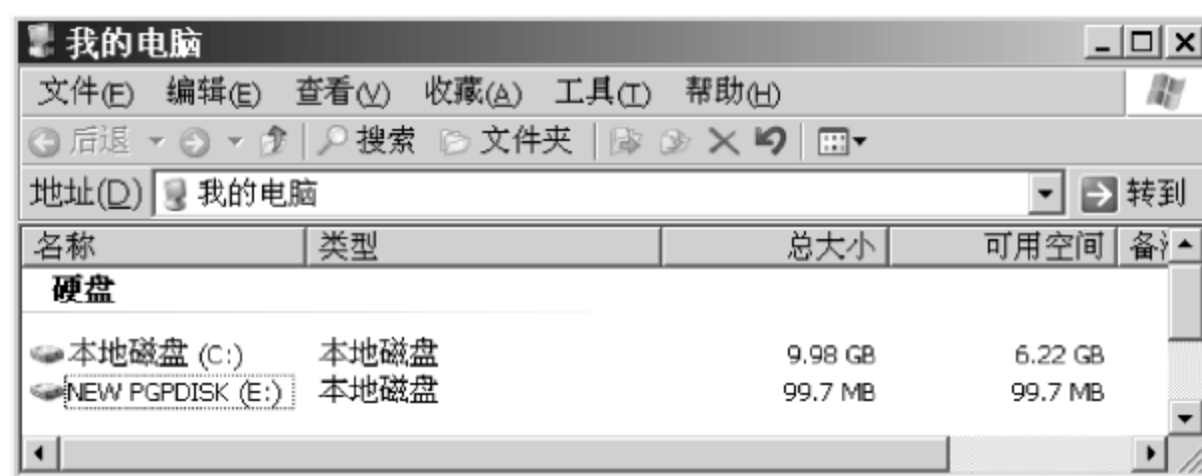 我的电脑
文件(F) 编辑(E) 查看(V) 收藏(A) 工具(T) 帮助(H)
后退 搜索 文件夹
地址(D) 我的电脑 转到
名称 类型 总大小 可用空间 备
硬盘
本地磁盘 (C:) 本地磁盘 9.98 GB 6.22 GB
NEW PGPDISK (E:) 本地磁盘 99.7 MB 99.7 MB